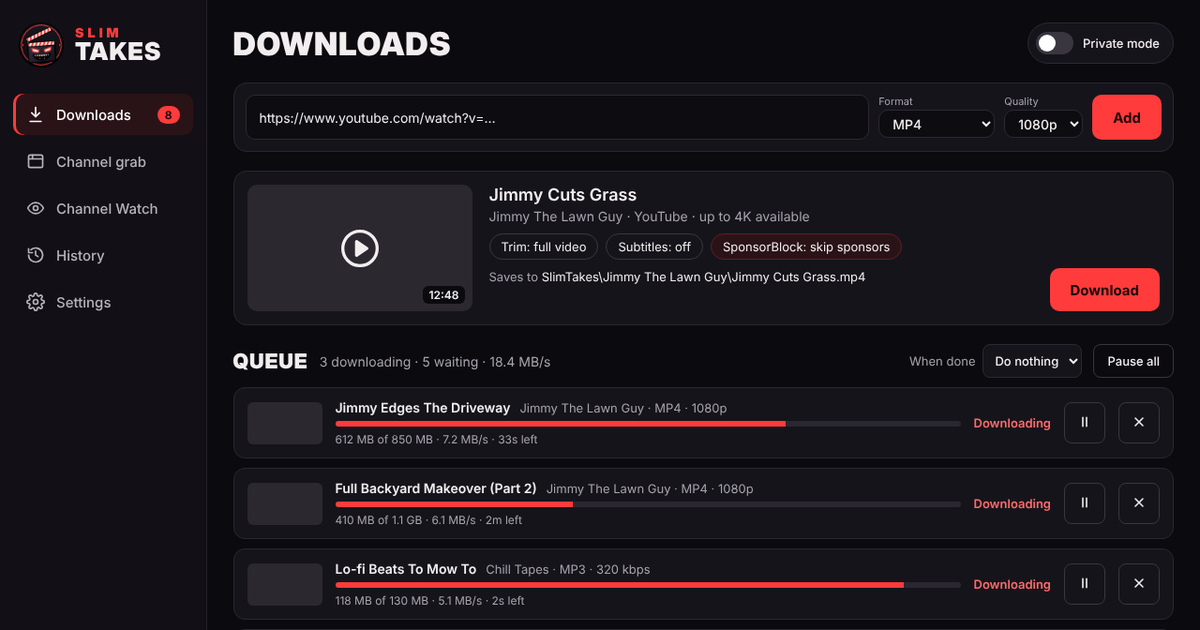 SLIM
TAKES
Downloads 8
Channel grab
Channel Watch
History
Settings
DOWNLOADS
Private mode
https://www.youtube.com/watch?v=...
Format
MP4
Quality
1080p
Add
12:48
Jimmy Cuts Grass
Jimmy The Lawn Guy · YouTube · up to 4K available
Trim: full video
Subtitles: off
SponsorBlock: skip sponsors
Saves to SlimTakes\Jimmy The Lawn Guy\Jimmy Cuts Grass.mp4
Download
QUEUE 3 downloading · 5 waiting · 18.4 MB/s
When done Do nothing Pause all
Jimmy Edges The Driveway Jimmy The Lawn Guy · MP4 · 1080p
Downloading
612 MB of 850 MB · 7.2 MB/s · 33s left
Full Backyard Makeover (Part 2) Jimmy The Lawn Guy · MP4 · 1080p
Downloading
410 MB of 1.1 GB · 6.1 MB/s · 2m left
Lo-fi Beats To Mow To Chill Tapes · MP3 · 320 kbps
Downloading
118 MB of 130 MB · 5.1 MB/s · 2s left